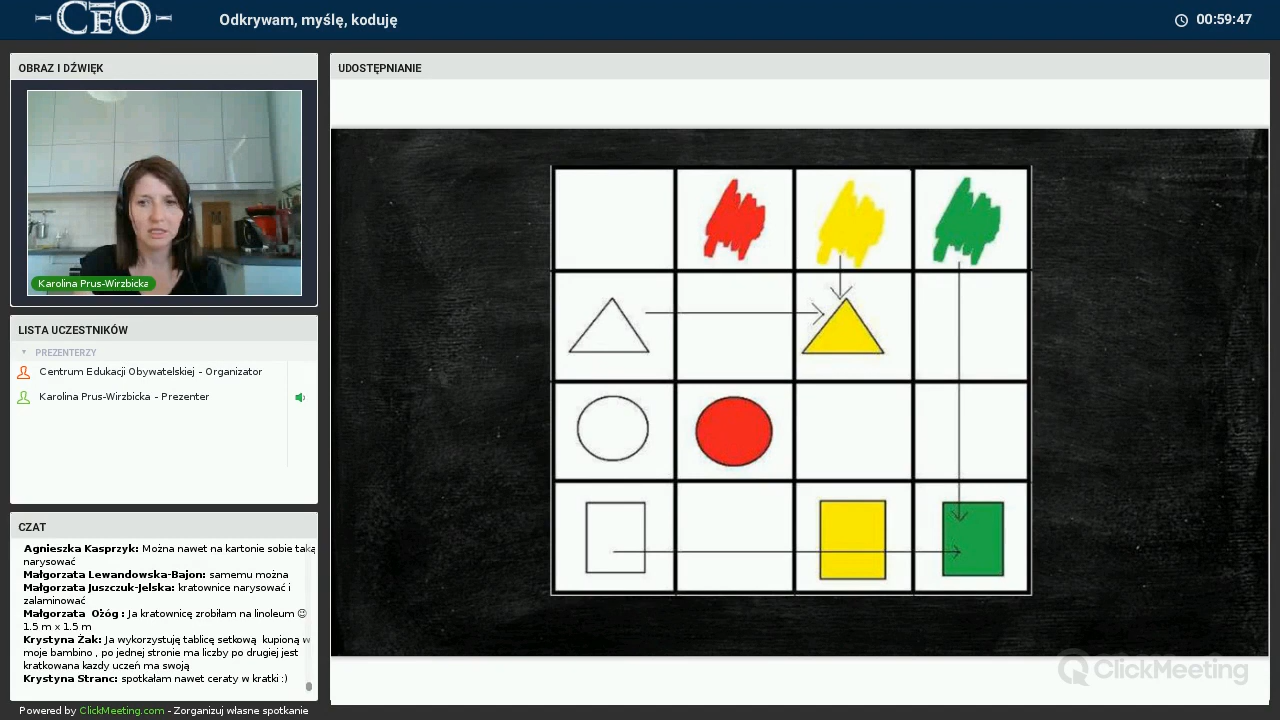 CEO
Odkrywam, myślę, koduję
00:59:47
OBRAZ I DŹWIĘK
Karolina Prus-Wirzbicka
LISTA UCZESTNIKÓW
PREZENTERZY
Centrum Edukacji Obywatelskiej - Organizator
Karolina Prus-Wirzbicka - Prezenter
CZAT
Agnieszka Kasprzyk: Można nawet na kartonie sobie taką
narysować
Małgorzata Lewandowska-Bajon: samemu można
Małgorzata Juszczuk-Jelska: kratownice narysować i
zalaminować
Małgorzata Ożóg : Ja kratownicę zrobiłam na linoleum ☺
1.5 m x 1.5 m
Krystyna Żak: Ja wykorzystuję tablicę setkową kupioną w
moje bambino , po jednej stronie ma liczby po drugiej jest
kratkowana kazdy uczeń ma swoją
Krystyna Stranc: spotkałam nawet ceraty w kratki :)
Powered by ClickMeeting.com - Zorganizuj własne spotkanie
UDOSTĘPNIANIE
ClickMeeting